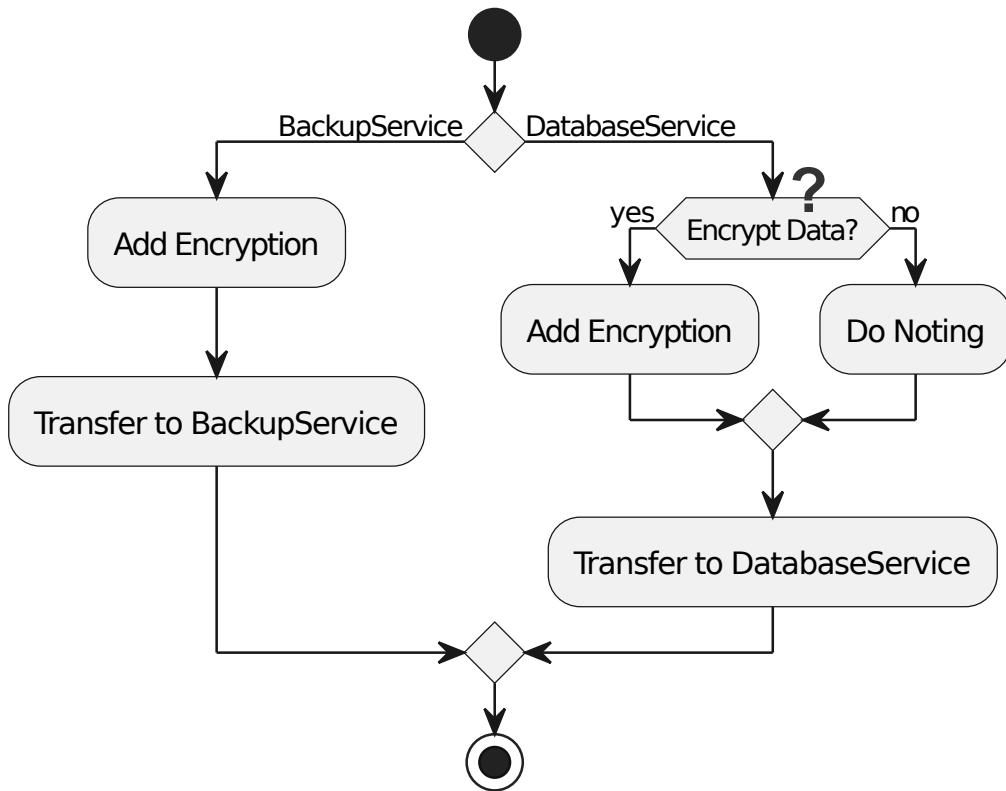 BackupService
DatabaseService
Add Encryption
Transfer to BackupService
?
yes
Encrypt Data?
no
Add Encryption
Do Noting
Transfer to DatabaseService